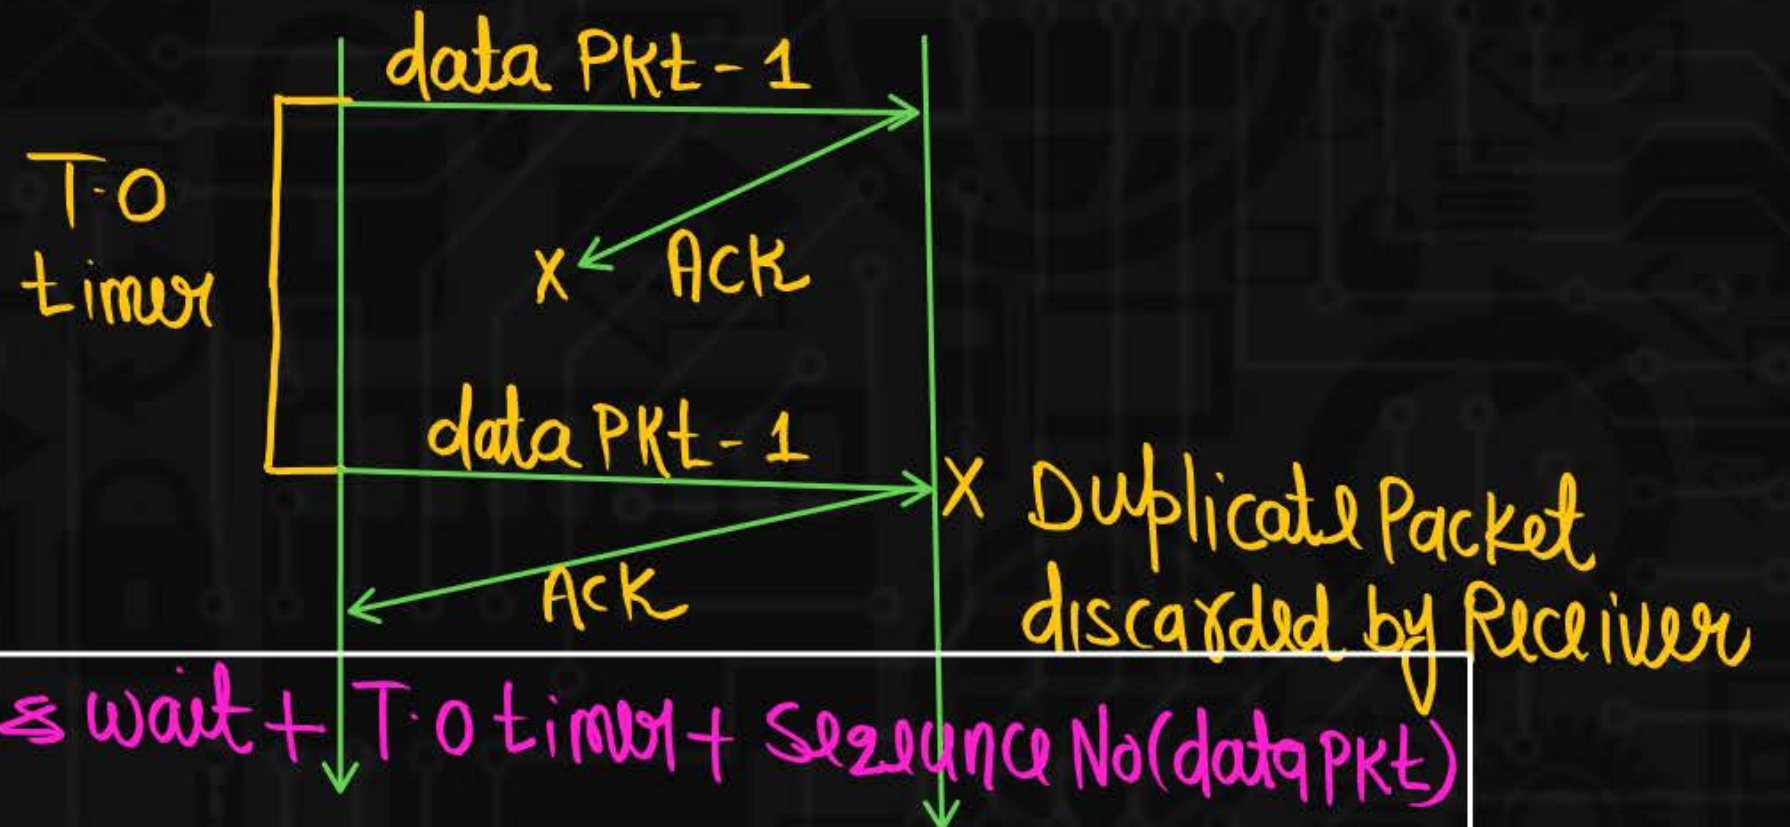 data PKt - 1
T.O
timer
X
ACK
data PKt - 1
X Duplicate Packet
ACK
discarded by Receiver
& wait + T.O timer + Sequence No(data PKt)